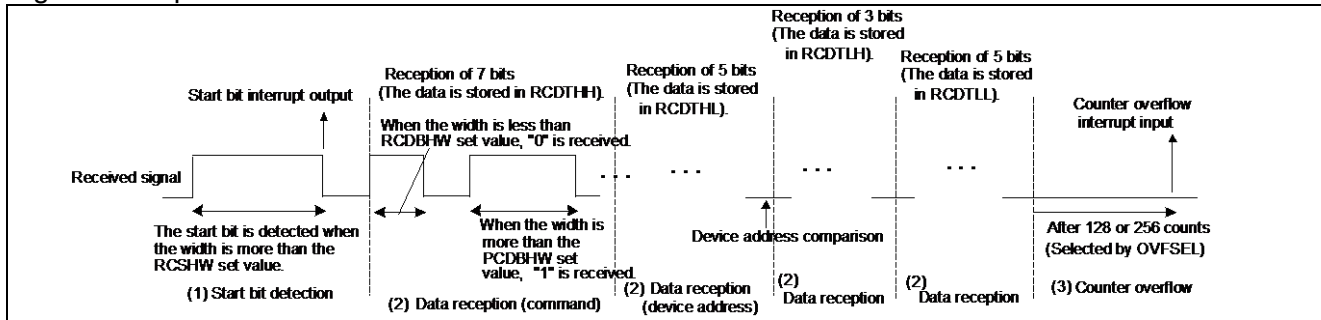 Reception of 3 bits
(The data is stored
in RCDTLH).
Reception of 7 bits
(The data is stored in RCDTHH).
Reception of 5 bits
(The data is stored
in RCDTHL).
Reception of 5 bits
(The data is stored
in RCDTLL).
Start bit interrupt output
When the width is less than
RCDBHW set value, "0" is received.
Counter overflow
interrupt input
Received signal
The start bit is detected when
the width is more than the
RCSHW set value.
When the width is
more than the
PCDBHW set
value, "1" is received.
Device address comparison
After 128 or 256 counts
(Selected by OVFSEL)
(1) Start bit detection
(2) Data reception (command)
(2) Data reception
(device address)
(2)
Data reception
(2)
Data reception
(3) Counter overflow